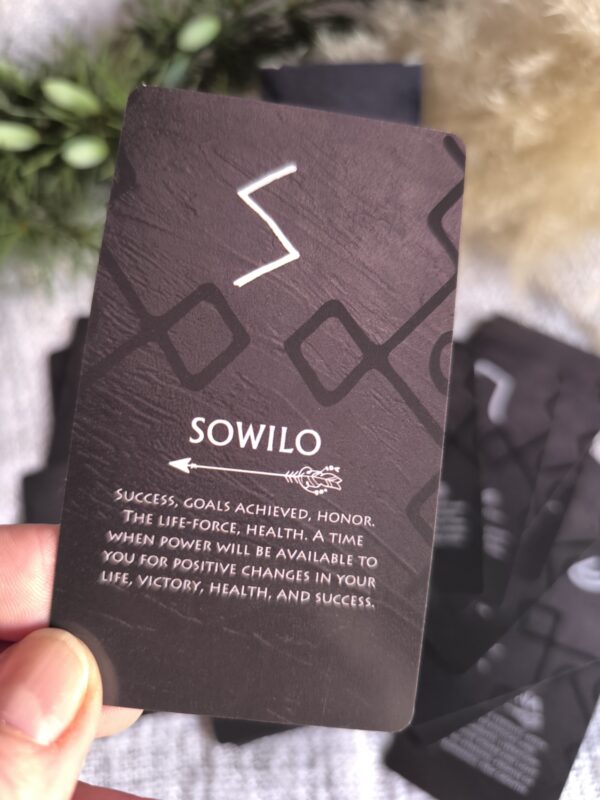 SOWILO
Success, goals achieved, honor.
The life-force, health. A time
when power will be available to
you for positive changes in your
life, victory, health, and success.